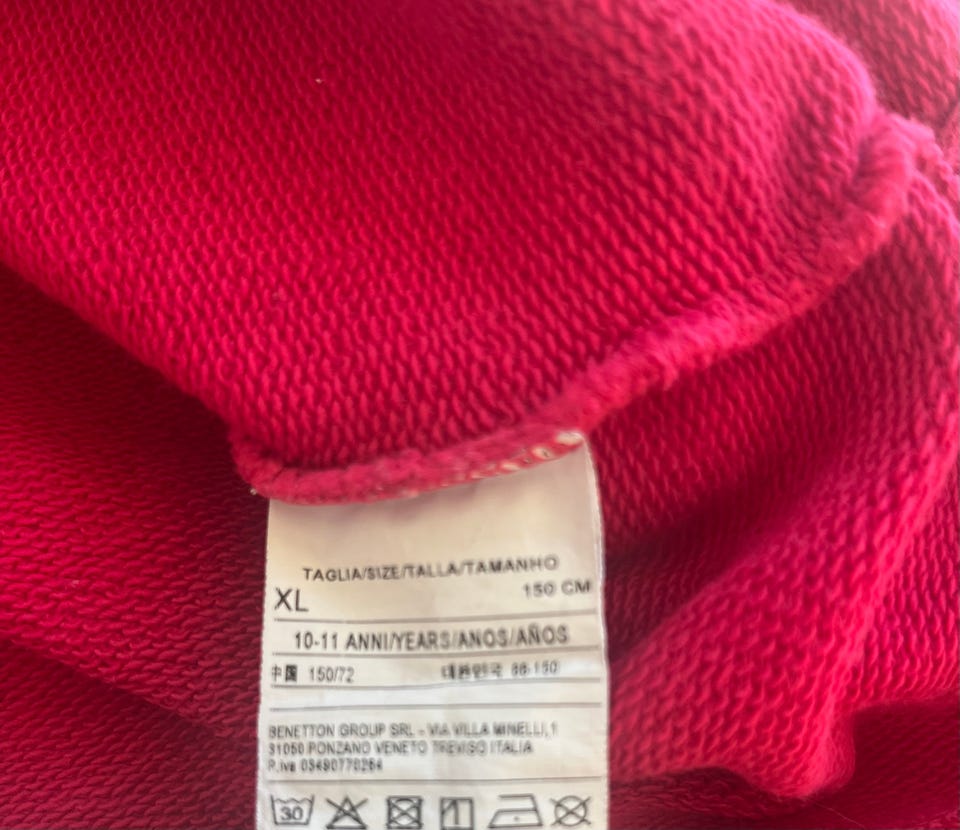 TAGLIA/SIZE/TALLA/TAMANHO
XL 150 CM
10-11 ANNI/YEARS/ANOS/AÑOS
中国 150/72 대한민국 88-150
BENETTON GROUP SRL - VIA VILLA MINELLI,1
31050 PONZANO VENETO TREVISO ITALIA
P.Iva 03490770264
30